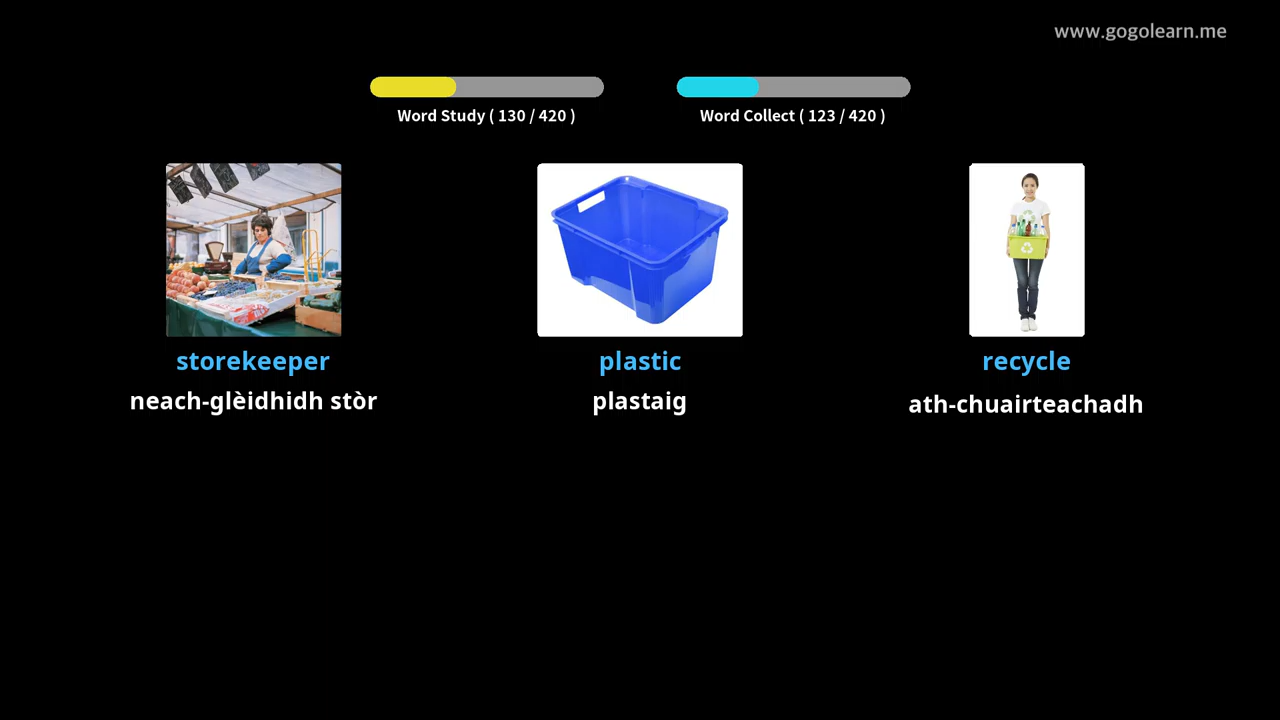 www.gogolearn.me
Word Study ( 130 / 420 )
Word Collect ( 123 / 420 )
storekeeper
plastic
recycle
neach-glèidhidh stòr
plastaig
ath-chuairteachadh